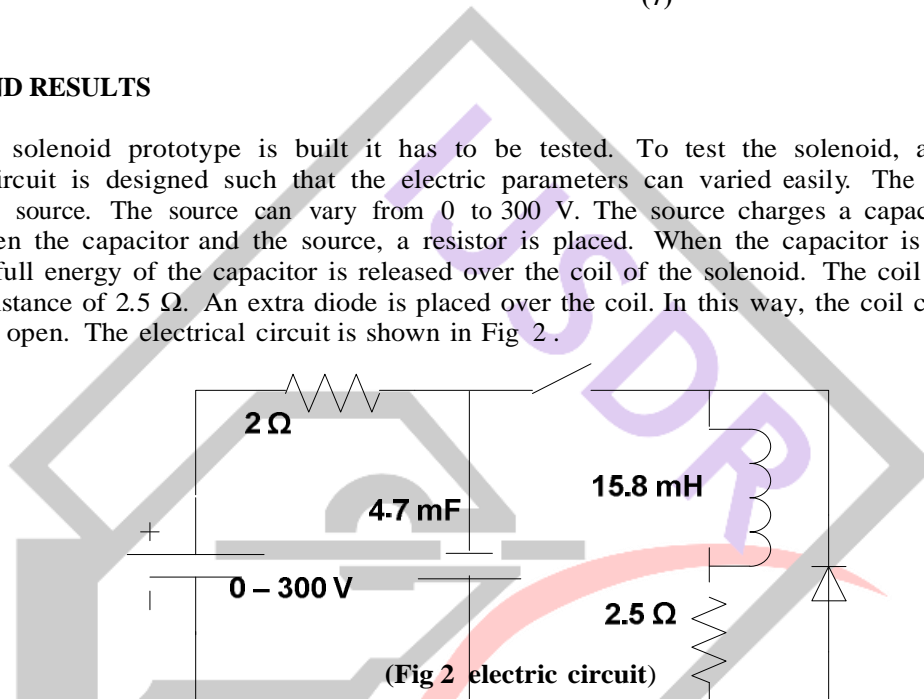 (7)
ND RESULTS
solenoid prototype is built it has to be tested. To test the solenoid, a
ircuit is designed such that the electric parameters can varied easily. The
source. The source can vary from 0 to 300 V. The source charges a capac
en the capacitor and the source, a resistor is placed. When the capacitor is
full energy of the capacitor is released over the coil of the solenoid. The coil
istance of 2.5 Ω. An extra diode is placed over the coil. In this way, the coil c
open. The electrical circuit is shown in Fig 2 .
2 Ω
15.8 mH
4.7 mF
+
0 – 300 V
2.5 Ω
(Fig 2 electric circuit)
IJSDR